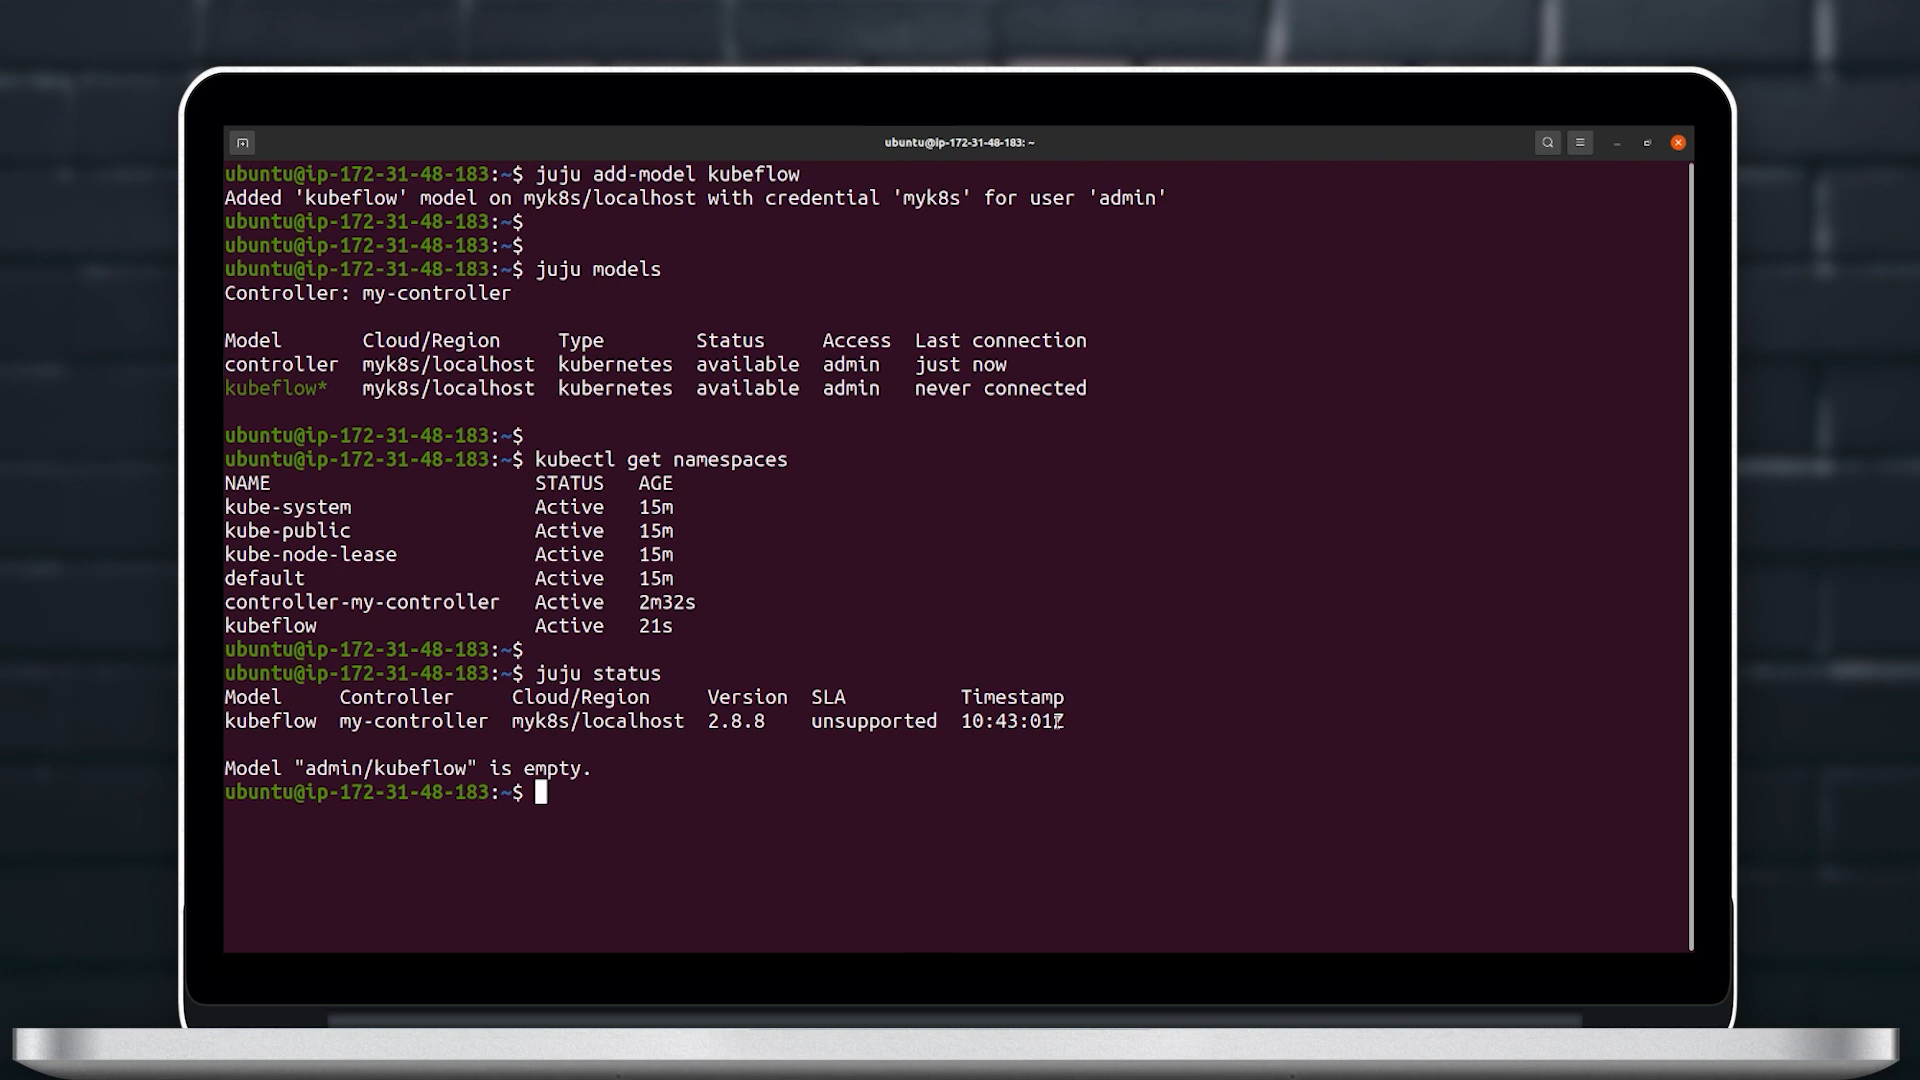 ubuntu@ip-172-31-48-183: ~
ubuntu@ip-172-31-48-183:~$ juju add-model kubeflow
Added 'kubeflow' model on myk8s/localhost with credential 'myk8s' for user 'admin'
ubuntu@ip-172-31-48-183:~$
ubuntu@ip-172-31-48-183:~$
ubuntu@ip-172-31-48-183:~$ juju models
Controller: my-controller
Model Cloud/Region Type Status Access Last connection
controller myk8s/localhost kubernetes available admin just now
kubeflow* myk8s/localhost kubernetes available admin never connected
ubuntu@ip-172-31-48-183:~$
ubuntu@ip-172-31-48-183:~$ kubectl get namespaces
NAME STATUS AGE
kube-system Active 15m
kube-public Active 15m
kube-node-lease Active 15m
default Active 15m
controller-my-controller Active 2m32s
kubeflow Active 21s
ubuntu@ip-172-31-48-183:~$
ubuntu@ip-172-31-48-183:~$ juju status
Model Controller Cloud/Region Version SLA Timestamp
kubeflow my-controller myk8s/localhost 2.8.8 unsupported 10:43:01Z
Model "admin/kubeflow" is empty.
ubuntu@ip-172-31-48-183:~$